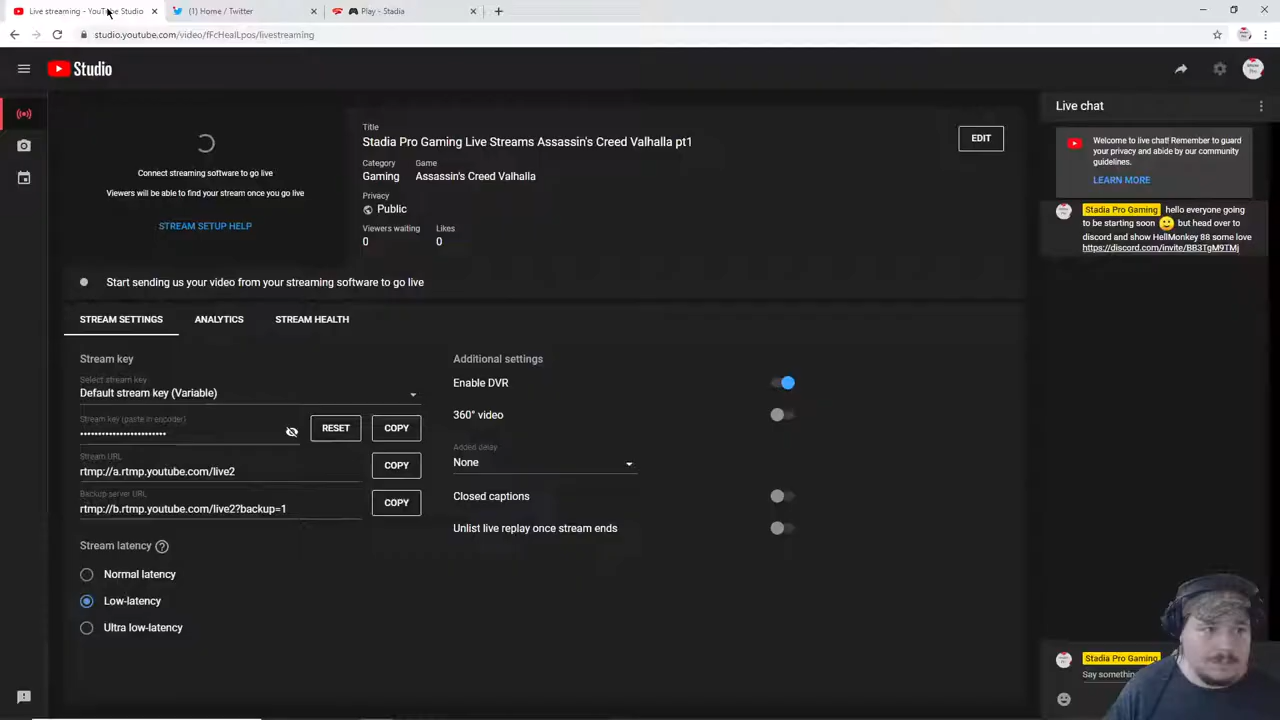 Live streaming - YouTube Studio
(1) Home / Twitter
Play - Stadia
studio.youtube.com/video/fFcHeaILpos/livestreaming
Studio
Connect streaming software to go live
Viewers will be able to find your stream once you go live
STREAM SETUP HELP
Title
Stadia Pro Gaming Live Streams Assassin's Creed Valhalla pt1
Category
Game
Gaming
Assassin's Creed Valhalla
Privacy
Public
Viewers waiting
Likes
0
0
EDIT
Start sending us your video from your streaming software to go live
STREAM SETTINGS
ANALYTICS
STREAM HEALTH
Stream key
Select stream key
Default stream key (Variable)
Stream key (paste in encoder)
RESET
COPY
Stream URL
rtmp://a.rtmp.youtube.com/live2
COPY
Backup server URL
rtmp://b.rtmp.youtube.com/live2?backup=1
COPY
Stream latency
Normal latency
Low-latency
Ultra low-latency
Additional settings
Enable DVR
360° video
Added delay
None
Closed captions
Unlist live replay once stream ends
Live chat
Welcome to live chat! Remember to guard
your privacy and abide by our community
guidelines.
LEARN MORE
Stadia Pro Gaming hello everyone going
to be starting soon but head over to
discord and show HellMonkey 88 some love
https://discord.com/invite/BB3TgM9TMj
Stadia Pro Gaming
Say something